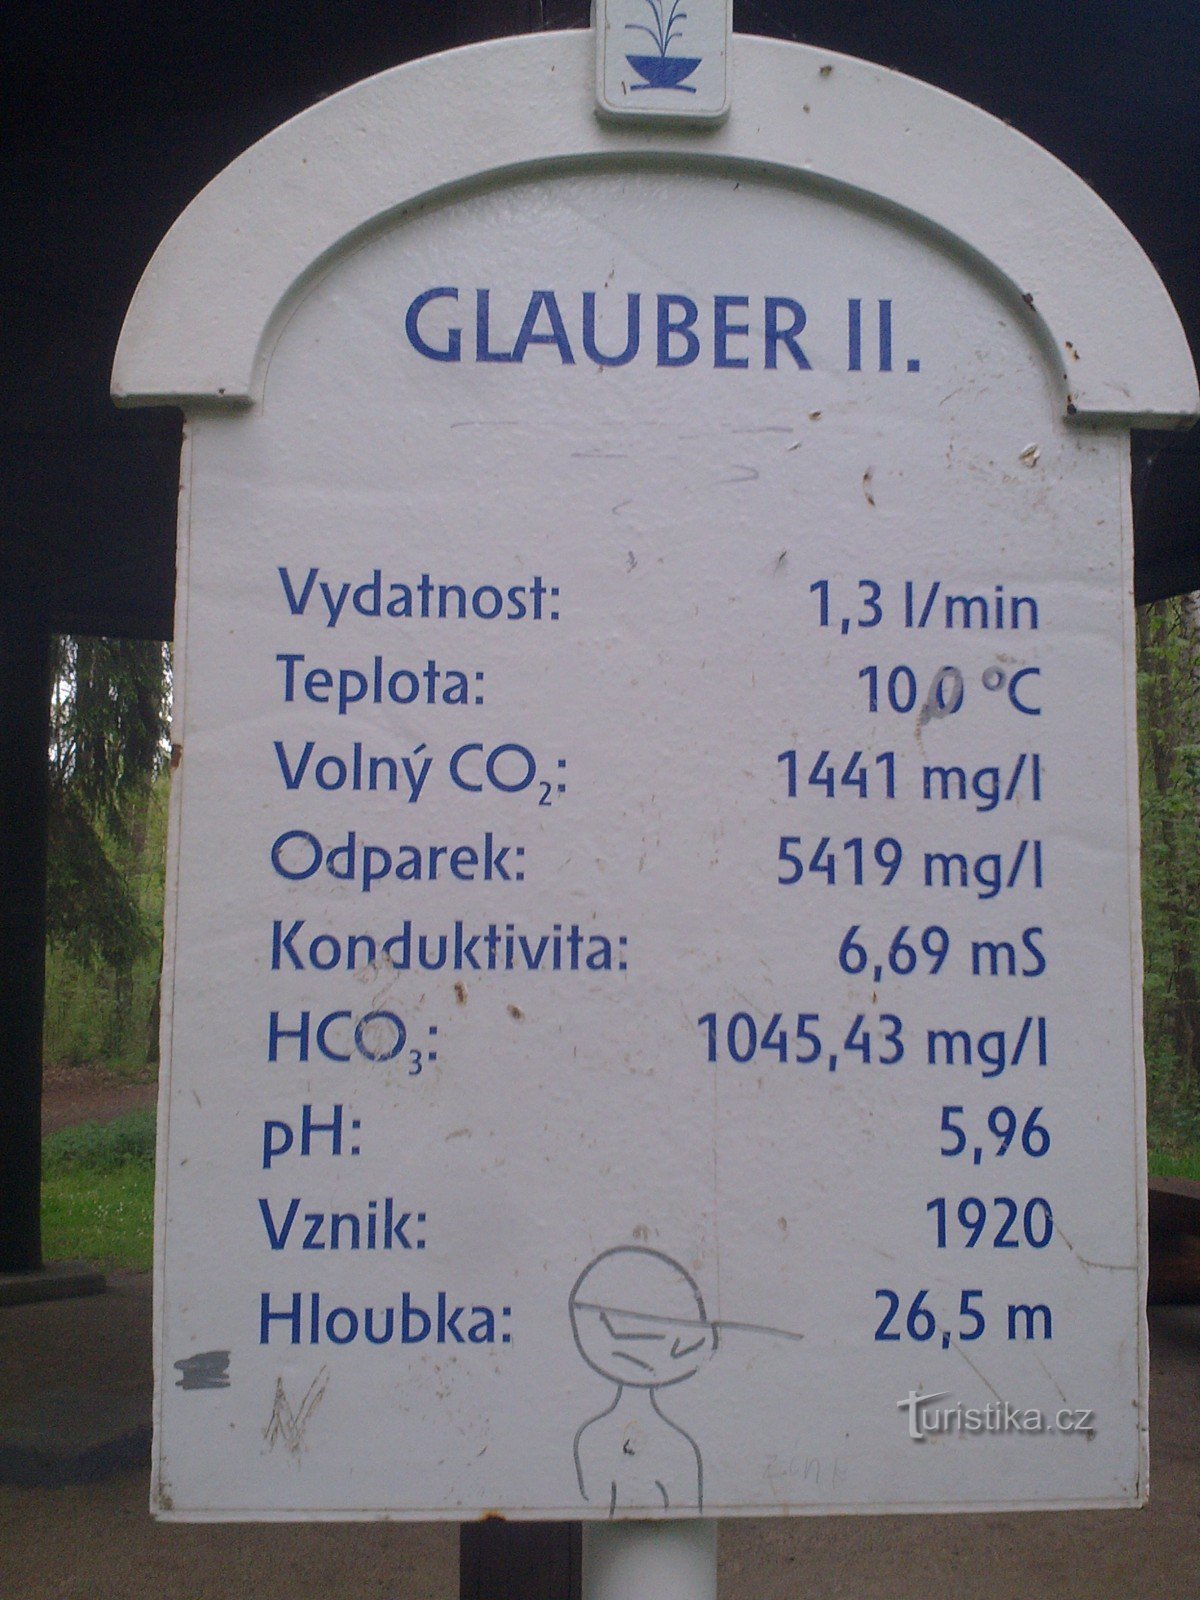 GLAUBER II.
Vydatnost: 1,3 l/min
Teplota: 10,0 °C
Volný CO₂: 1441 mg/l
Odparek: 5419 mg/l
Konduktivita: 6,69 mS
HCO₃: 1045,43 mg/l
pH: 5,96
Vznik: 1920
Hloubka: 26,5 m
Turistika.cz